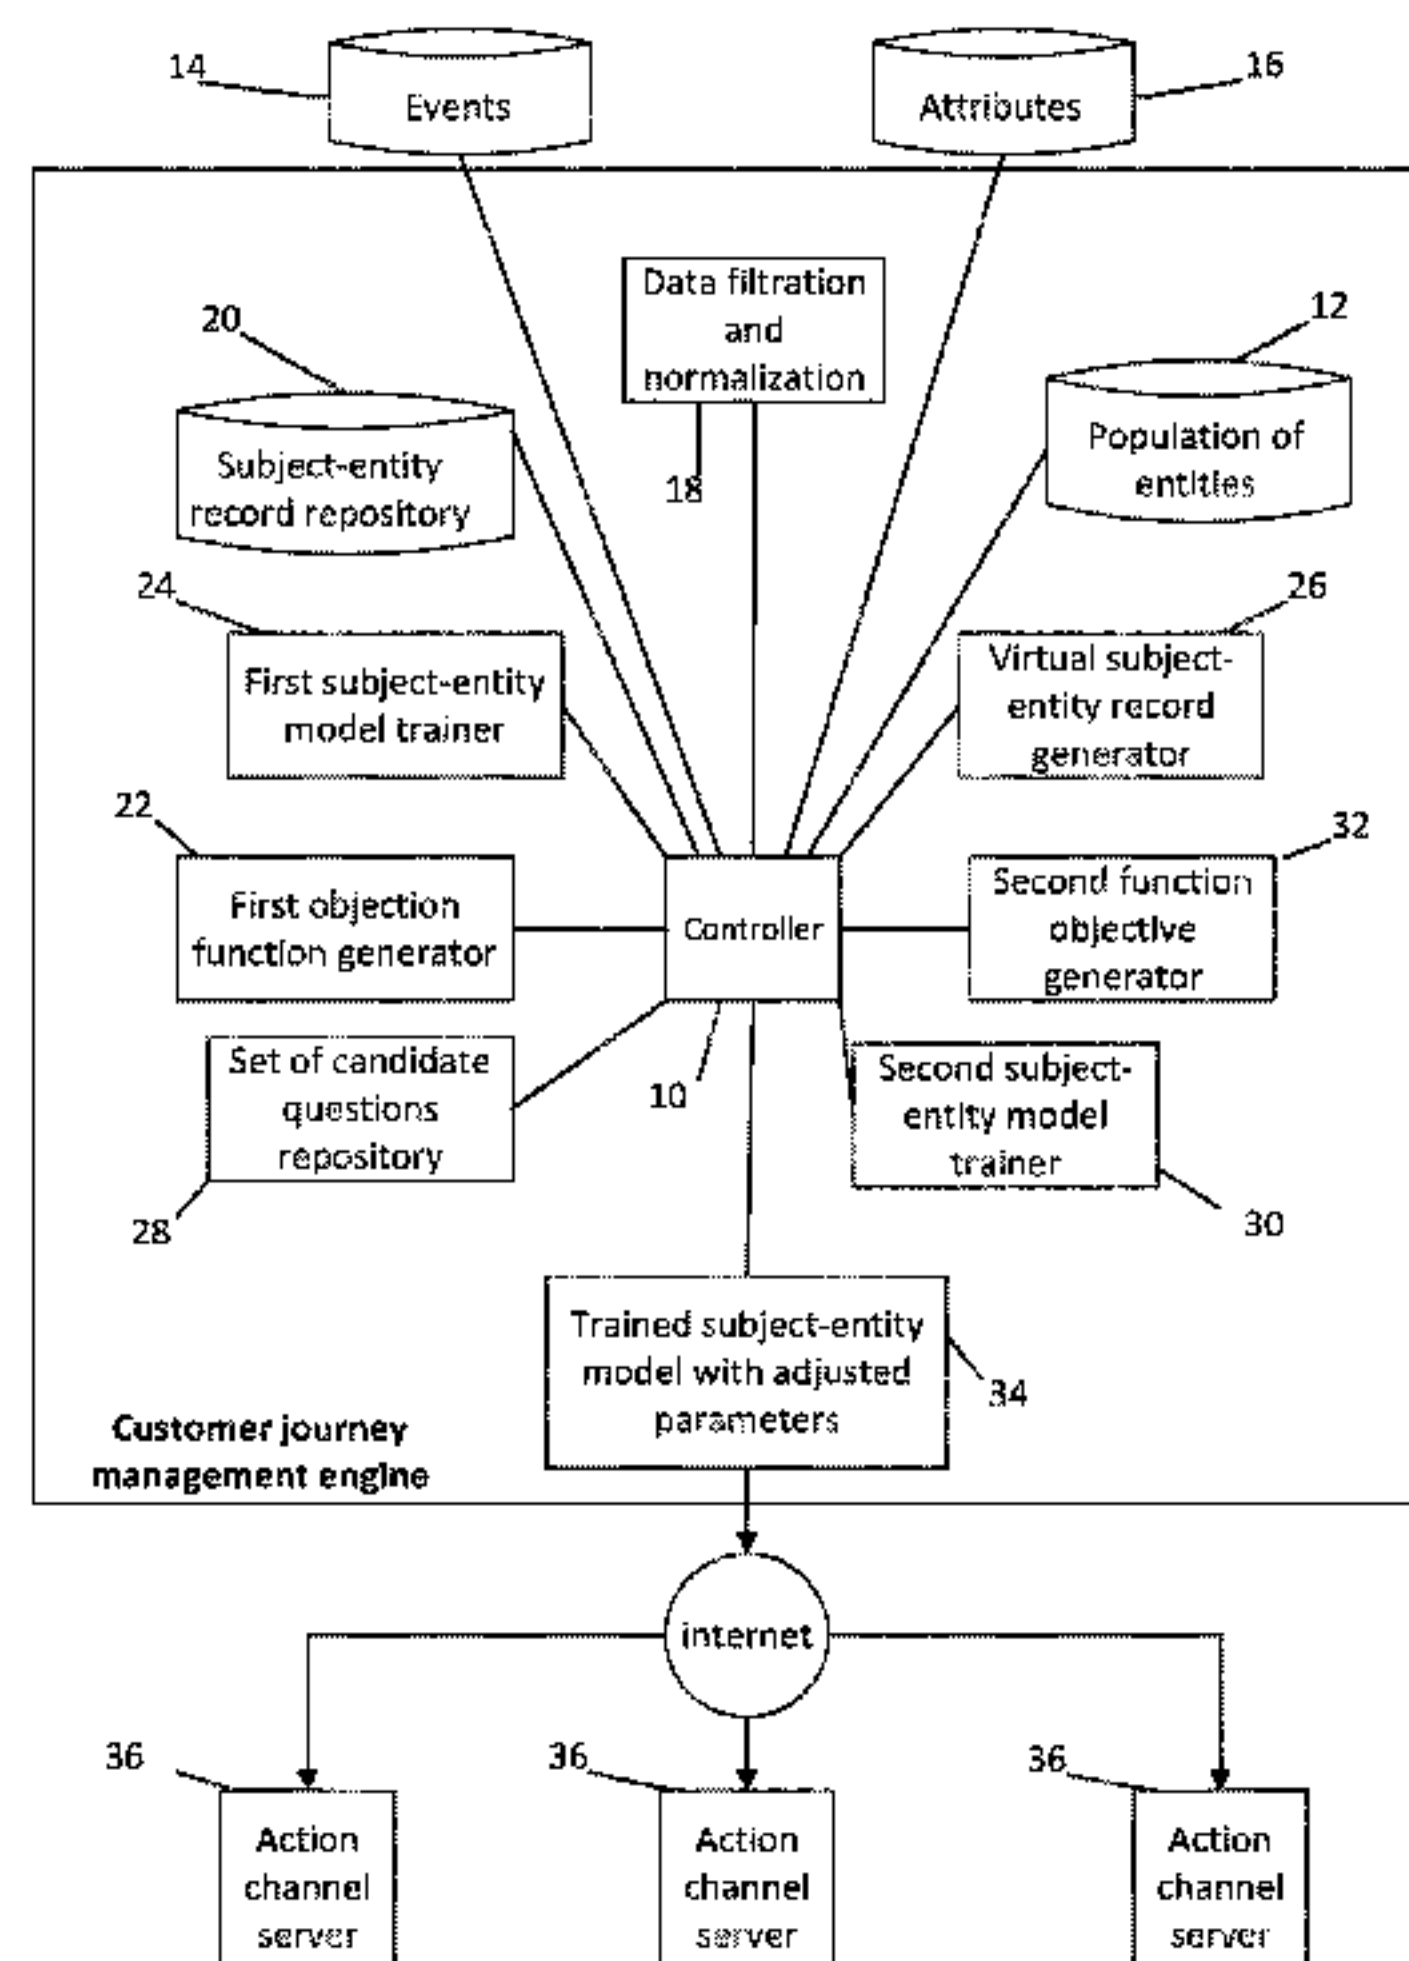 14
Events
Attributes
16
Data filtration
and
normalization
18
20
Subject-entity
record repository
12
Population of
entities
24
First subject-entity
model trainer
26
Virtual subject-
entity record
generator
22
First objection
function generator
Controller
10
32
Second function
objective
generator
Set of candidate
questions
repository
28
Second subject-
entity model
trainer
30
Trained subject-entity
model with adjusted
parameters
34
Customer journey
management engine
internet
36
Action
channel
server
36
Action
channel
server
36
Action
channel
server